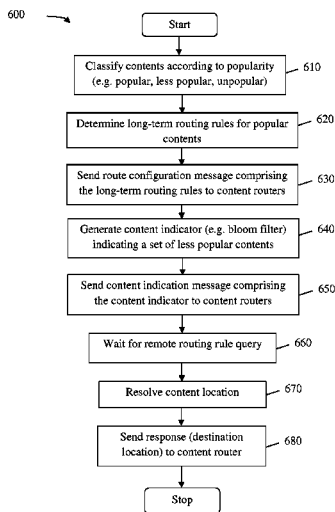 600
Start
Classify contents according to popularity
(e.g. popular, less popular, unpopular)
610
Determine long-term routing rules for popular
contents
620
Send route configuration message comprising
the long-term routing rules to content routers
630
Generate content indicator (e.g. bloom filter)
indicating a set of less popular contents
640
Send content indication message comprising
the content indicator to content routers
650
Wait for remote routing rule query
660
Resolve content location
670
Send response (destination
location) to content router
680
Stop